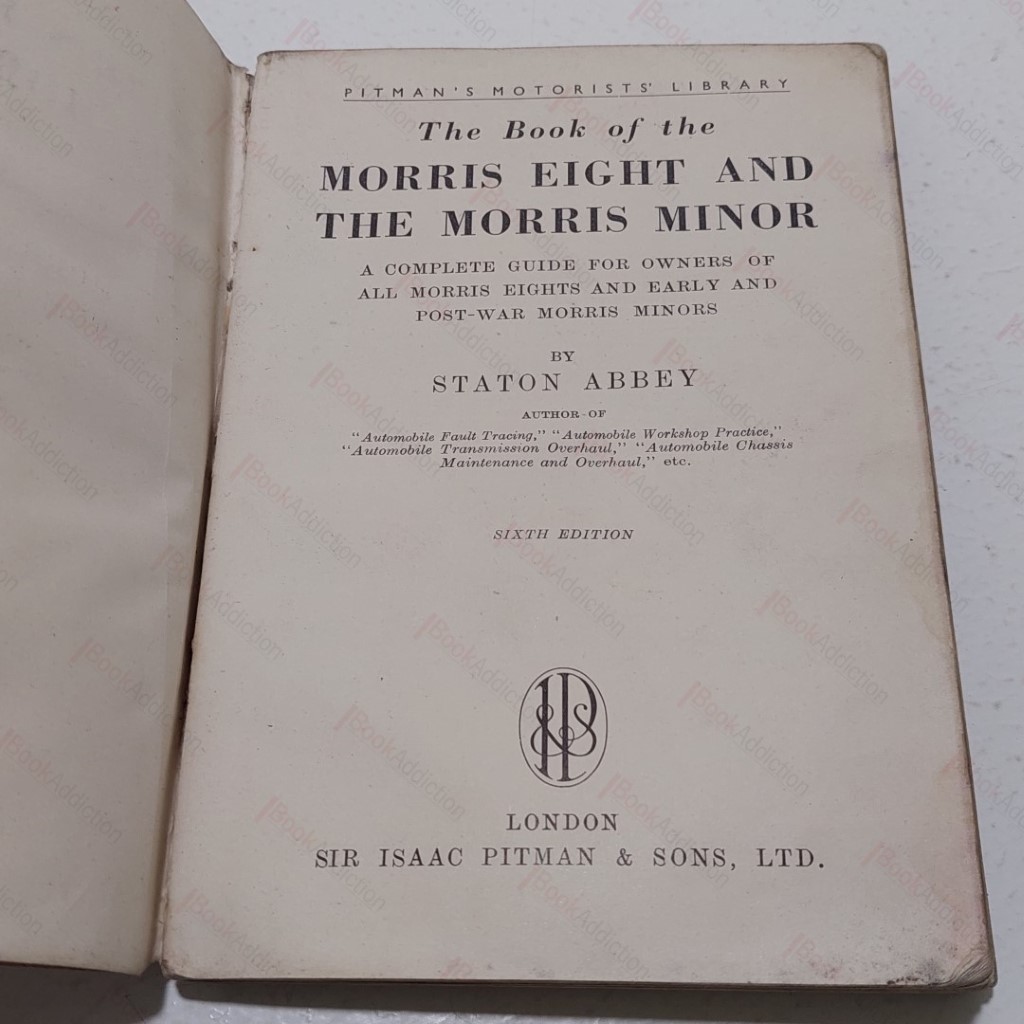 PITMAN'S MOTORISTS' LIBRARY
The Book of the
MORRIS EIGHT AND
THE MORRIS MINOR
A COMPLETE GUIDE FOR OWNERS OF
ALL MORRIS EIGHTS AND EARLY AND
POST-WAR MORRIS MINORS
BY
STATON ABBEY
AUTHOR OF
"Automobile Fault Tracing," "Automobile Workshop Practice,"
"Automobile Transmission Overhaul," "Automobile Chassis
Maintenance and Overhaul," etc.
SIXTH EDITION
IP&S
LONDON
SIR ISAAC PITMAN & SONS, LTD.
BookAddiction